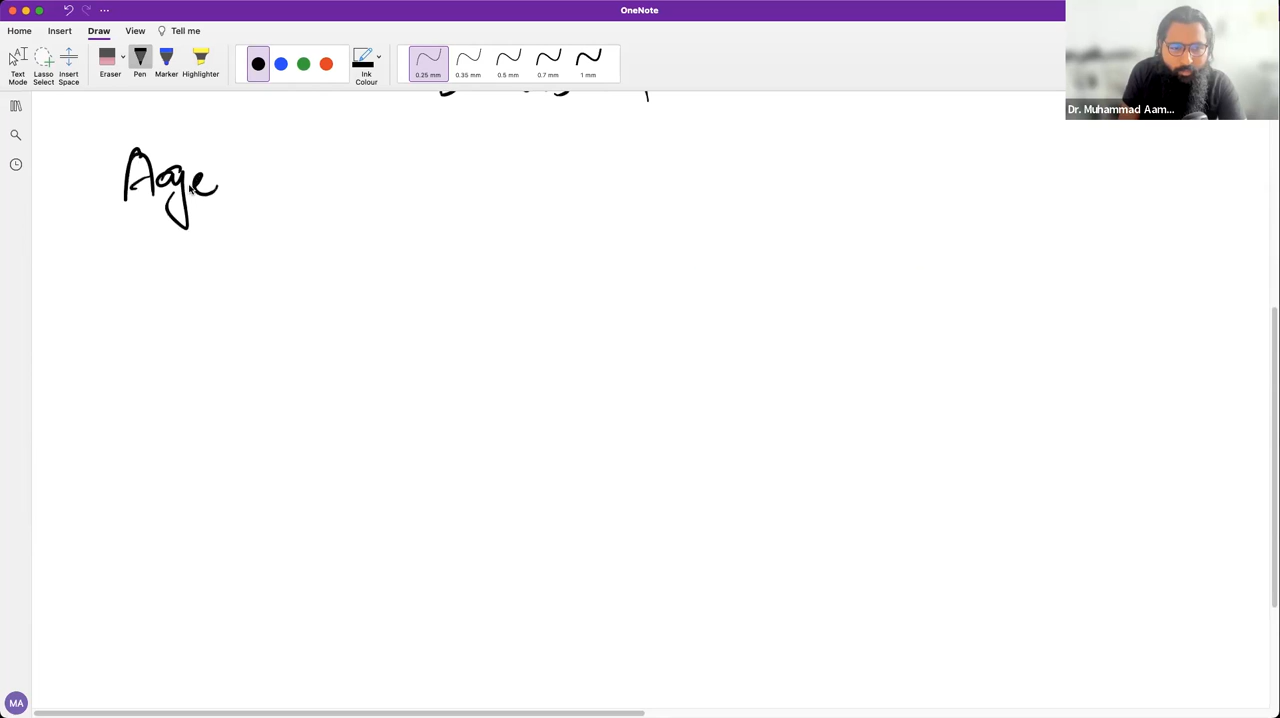 OneNote
Home Insert Draw View Tell me
Text Mode Lasso Select Insert Space Eraser Pen Marker Highlighter Ink Colour 0.25 mm 0.35 mm 0.5 mm 0.7 mm 1 mm
Dr. Muhammad Aam...
Aage
MA